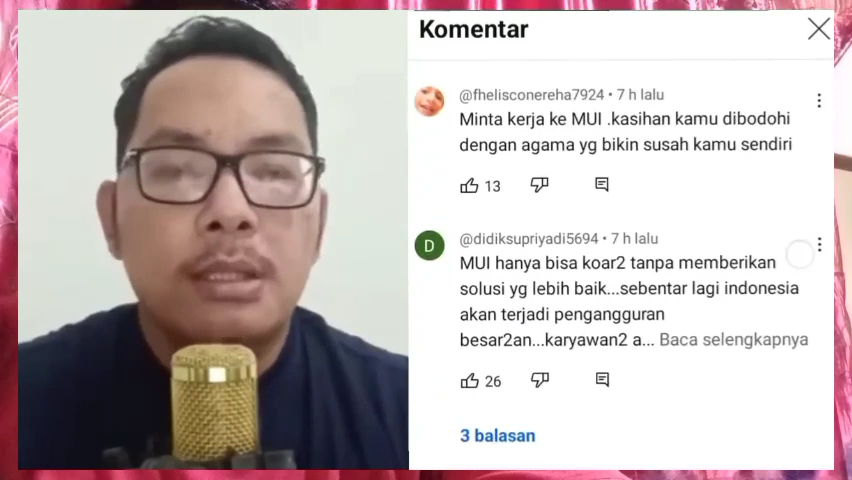 Komentar
@fhelisconereha7924 • 7 h lalu
Minta kerja ke MUI .kasihan kamu dibodohi
dengan agama yg bikin susah kamu sendiri
13
D
@didiksupriyadi5694 • 7 h lalu
MUI hanya bisa koar2 tanpa memberikan
solusi yg lebih baik...sebentar lagi indonesia
akan terjadi pengangguran
besar2an...karyawan2 a... Baca selengkapnya
26
3 balasan